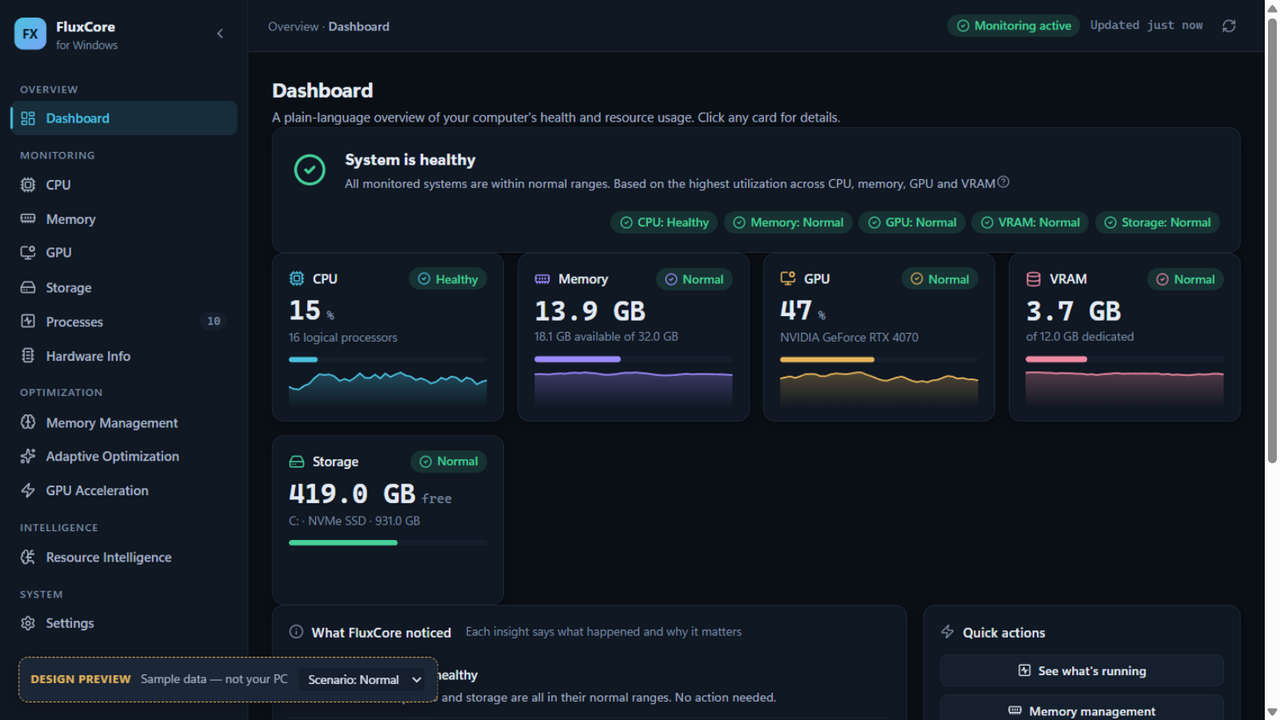 FX
FluxCore
for Windows
OVERVIEW
Dashboard
MONITORING
CPU
Memory
GPU
Storage
Processes 10
Hardware Info
OPTIMIZATION
Memory Management
Adaptive Optimization
GPU Acceleration
INTELLIGENCE
Resource Intelligence
SYSTEM
Settings
DESIGN PREVIEW Sample data — not your PC Scenario: Normal
Overview · Dashboard
Monitoring active Updated just now
Dashboard
A plain-language overview of your computer's health and resource usage. Click any card for details.
System is healthy
All monitored systems are within normal ranges. Based on the highest utilization across CPU, memory, GPU and VRAM
CPU: Healthy Memory: Normal GPU: Normal VRAM: Normal Storage: Normal
CPU Healthy
15 %
16 logical processors
Memory Normal
13.9 GB
18.1 GB available of 32.0 GB
GPU Normal
47 %
NVIDIA GeForce RTX 4070
VRAM Normal
3.7 GB
of 12.0 GB dedicated
Storage Normal
419.0 GB free
C: · NVMe SSD · 931.0 GB
What FluxCore noticed Each insight says what happened and why it matters
healthy
and storage are all in their normal ranges. No action needed.
Quick actions
See what's running
Memory management